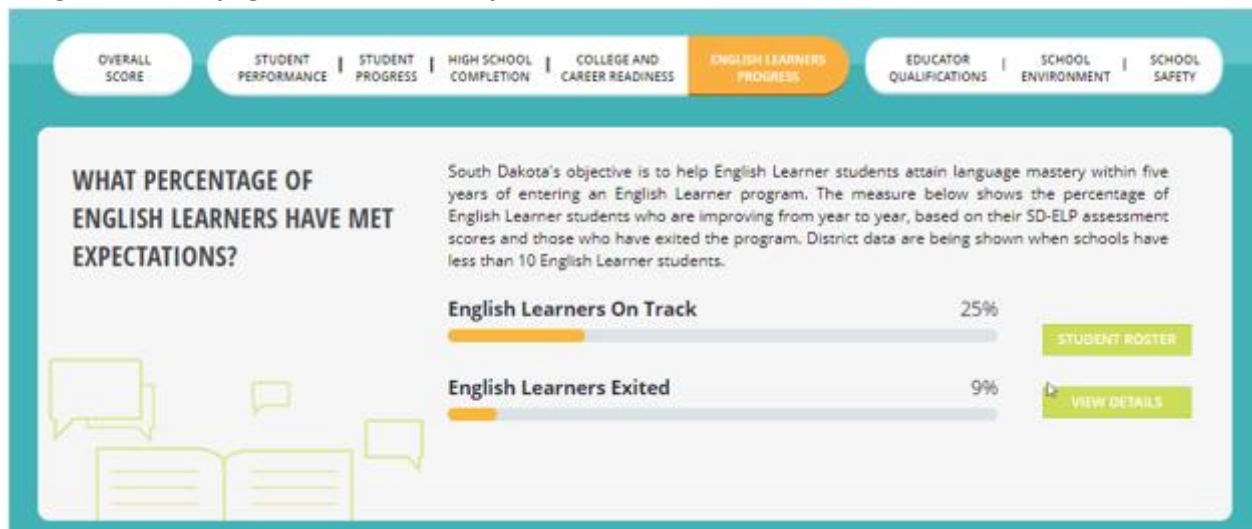 OVERALL
SCORE
STUDENT
PERFORMANCE
|
STUDENT
PROGRESS
|
HIGH SCHOOL
COMPLETION
|
COLLEGE AND
CAREER READINESS
ENGLISH LEARNERS
PROGRESS
EDUCATOR
QUALIFICATIONS
|
SCHOOL
ENVIRONMENT
|
SCHOOL
SAFETY
WHAT PERCENTAGE OF
ENGLISH LEARNERS HAVE MET
EXPECTATIONS?
South Dakota's objective is to help English Learner students attain language mastery within five
years of entering an English Learner program. The measure below shows the percentage of
English Learner students who are improving from year to year, based on their SD-ELP assessment
scores and those who have exited the program. District data are being shown when schools have
less than 10 English Learner students.
English Learners On Track 25%
STUDENT ROSTER
English Learners Exited 9%
VIEW DETAILS